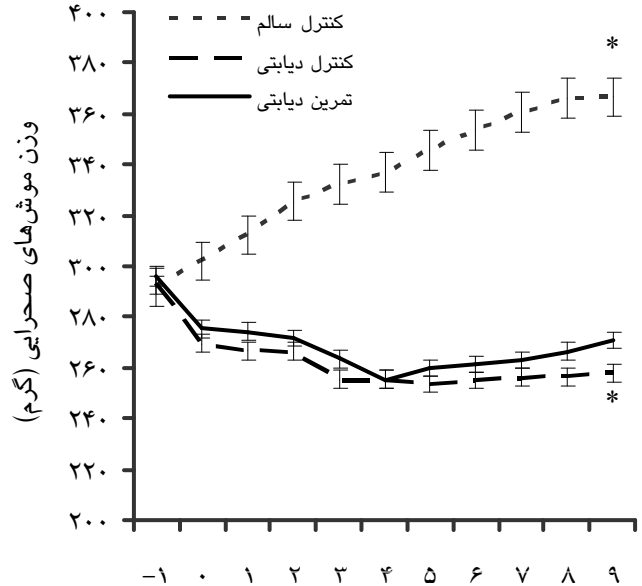 کنترل سالم
کنترل دیابتی
تمرین دیابتی
*
*
وزن موش‌های صحرایی (گرم)
۴۰۰
۳۸۰
۳۶۰
۳۴۰
۳۲۰
۳۰۰
۲۸۰
۲۶۰
۲۴۰
۲۲۰
۲۰۰
-۱ ۰ ۱ ۲ ۳ ۴ ۵ ۶ ۷ ۸ ۹